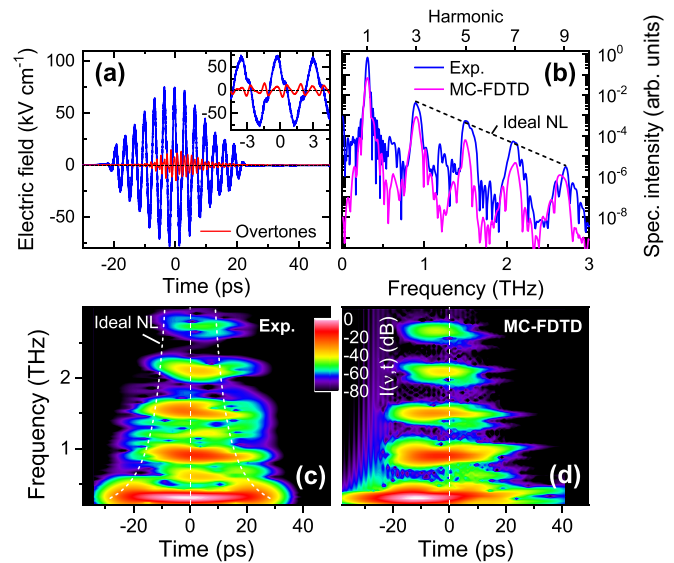 Harmonic
1 3 5 7 9
100
50
0
-50
Electric field (kV cm⁻¹)
(a)
50
0
-50
-3 0 3
Overtones
-20 0 20 40
Time (ps)
(b)
Exp.
MC-FDTD
Ideal NL
10⁰
10⁻²
10⁻⁴
10⁻⁶
10⁻⁸
Spec. intensity (arb. units)
0 1 2 3
Frequency (THz)
Ideal NL
Exp.
2
1
Frequency (THz)
(c)
-20 0 20
Time (ps)
0
-20
-40
-60
-80
I(ν,t) (dB)
MC-FDTD
(d)
-20 0 20 40
Time (ps)